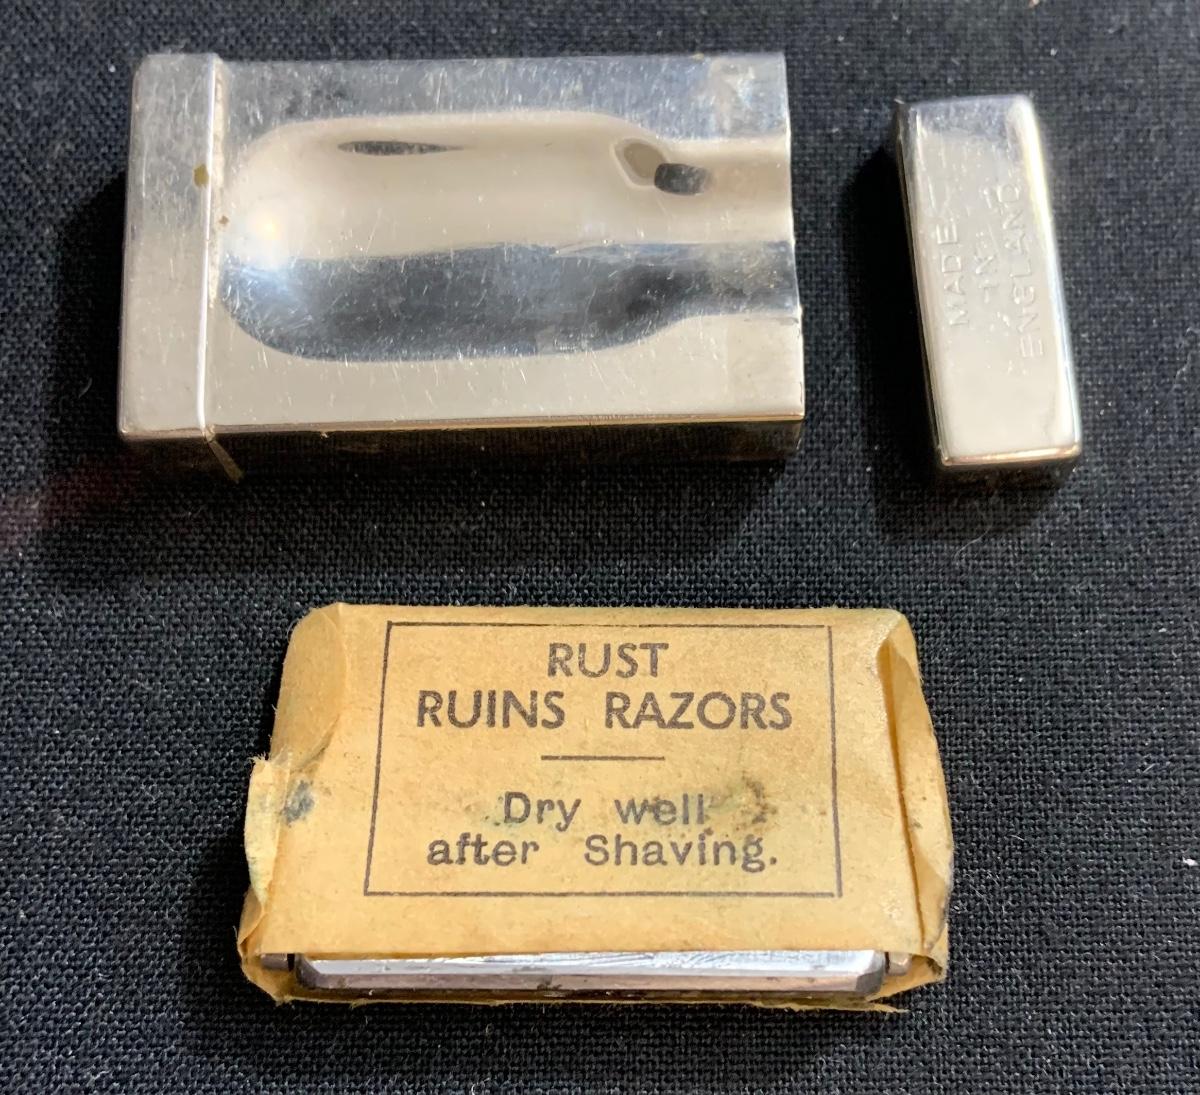 MADE
IN
ENGLAND
RUST
RUINS RAZORS
Dry well
after Shaving.